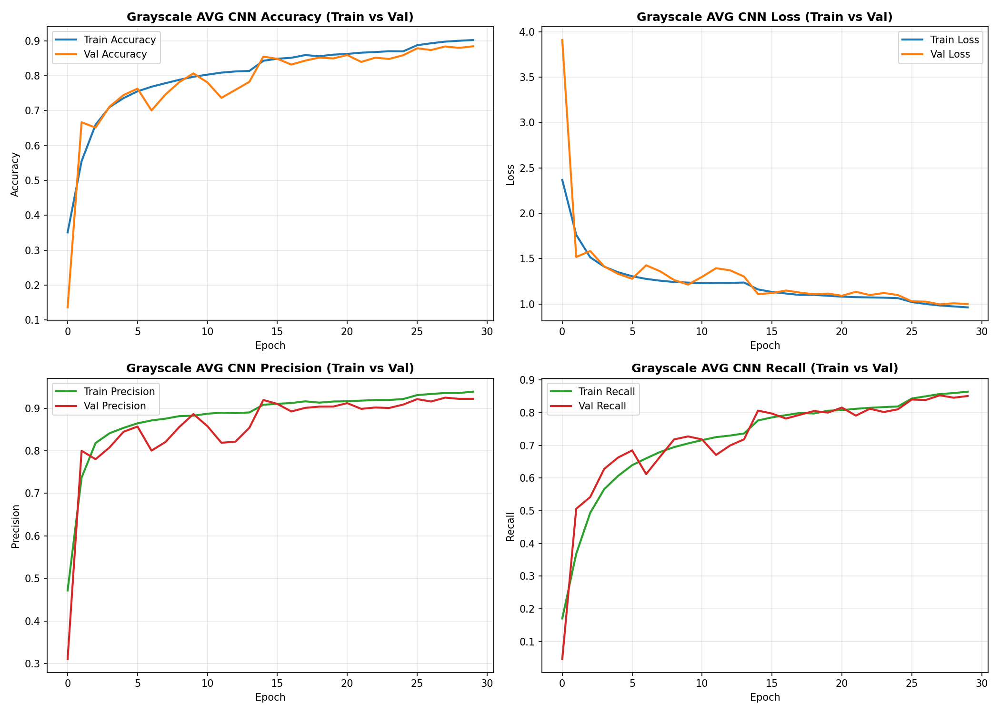 Grayscale AVG CNN Accuracy (Train vs Val)
Train Accuracy
Val Accuracy
0.9
0.8
0.7
0.6
0.5
0.4
0.3
0.2
0.1
Accuracy
0 5 10 15 20 25 30
Epoch
Grayscale AVG CNN Loss (Train vs Val)
Train Loss
Val Loss
4.0
3.5
3.0
2.5
2.0
1.5
1.0
Loss
0 5 10 15 20 25 30
Epoch
Grayscale AVG CNN Precision (Train vs Val)
Train Precision
Val Precision
0.9
0.8
0.7
0.6
0.5
0.4
0.3
Precision
0 5 10 15 20 25 30
Epoch
Grayscale AVG CNN Recall (Train vs Val)
Train Recall
Val Recall
0.9
0.8
0.7
0.6
0.5
0.4
0.3
0.2
0.1
Recall
0 5 10 15 20 25 30
Epoch